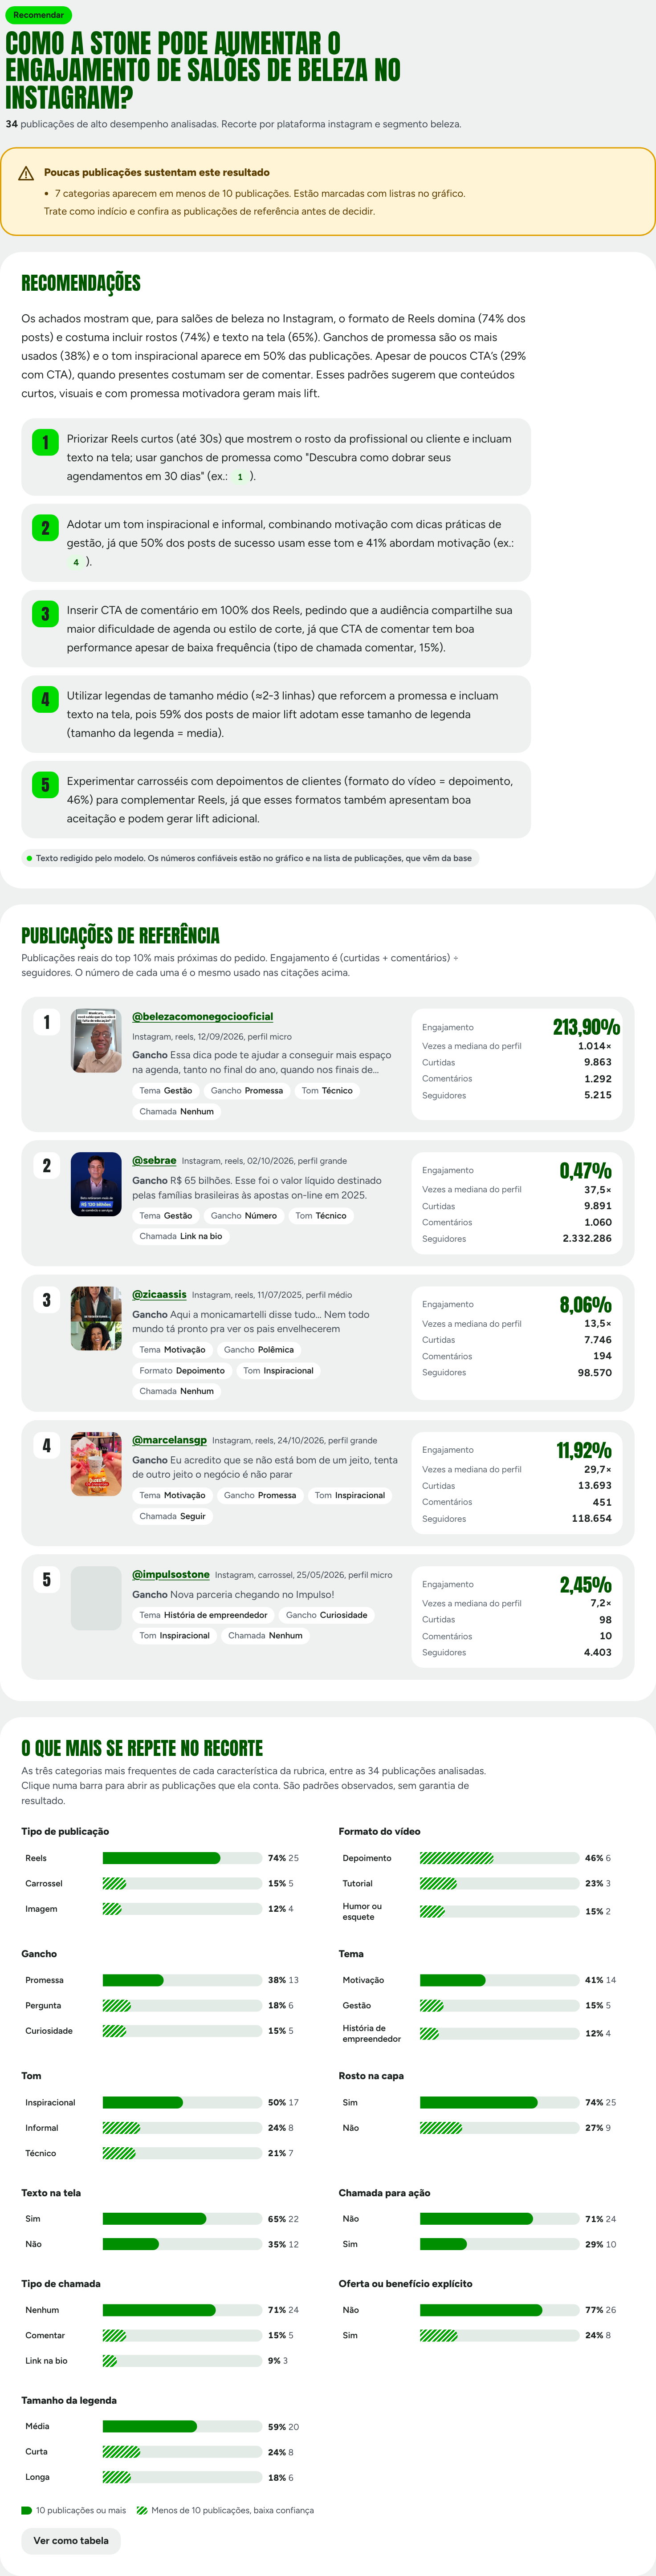 Recomendar
COMO A STONE PODE AUMENTAR O
ENGAJAMENTO DE SALÕES DE BELEZA NO
INSTAGRAM?
34 publicações de alto desempenho analisadas. Recorte por plataforma instagram e segmento beleza.
Poucas publicações sustentam este resultado
• 7 categorias aparecem em menos de 10 publicações. Estão marcadas com listras no gráfico.
Trate como indício e confira as publicações de referência antes de decidir.
RECOMENDAÇÕES
Os achados mostram que, para salões de beleza no Instagram, o formato de Reels domina (74% dos
posts) e costuma incluir rostos (74%) e texto na tela (65%). Ganchos de promessa são os mais
usados (38%) e o tom inspiracional aparece em 50% das publicações. Apesar de poucos CTA’s (29%
com CTA), quando presentes costumam ser de comentar. Esses padrões sugerem que conteúdos
curtos, visuais e com promessa motivadora geram mais lift.
1
Priorizar Reels curtos (até 30s) que mostrem o rosto da profissional ou cliente e incluam
texto na tela; usar ganchos de promessa como "Descubra como dobrar seus
agendamentos em 30 dias" (ex.: 1 ).
2
Adotar um tom inspiracional e informal, combinando motivação com dicas práticas de
gestão, já que 50% dos posts de sucesso usam esse tom e 41% abordam motivação (ex.:
4 ).
3
Inserir CTA de comentário em 100% dos Reels, pedindo que a audiência compartilhe sua
maior dificuldade de agenda ou estilo de corte, já que CTA de comentar tem boa
performance apesar de baixa frequência (tipo de chamada comentar, 15%).
4
Utilizar legendas de tamanho médio (≈2-3 linhas) que reforcem a promessa e incluam
texto na tela, pois 59% dos posts de maior lift adotam esse tamanho de legenda
(tamanho da legenda = media).
5
Experimentar carrosséis com depoimentos de clientes (formato do vídeo = depoimento,
46%) para complementar Reels, já que esses formatos também apresentam boa
aceitação e podem gerar lift adicional.
Texto redigido pelo modelo. Os números confiáveis estão no gráfico e na lista de publicações, que vêm da base
PUBLICAÇÕES DE REFERÊNCIA
Publicações reais do top 10% mais próximas do pedido. Engajamento é (curtidas + comentários) ÷
seguidores. O número de cada uma é o mesmo usado nas citações acima.
1
@belezacomonegociooficial
Instagram, reels, 12/09/2026, perfil micro
Gancho Essa dica pode te ajudar a conseguir mais espaço
na agenda, tanto no final do ano, quando nos finais de...
Tema Gestão
Gancho Promessa
Tom Técnico
Chamada Nenhum
Engajamento 213,90%
Vezes a mediana do perfil 1.014×
Curtidas 9.863
Comentários 1.292
Seguidores 5.215
2
@sebrae Instagram, reels, 02/10/2026, perfil grande
Gancho R$ 65 bilhões. Esse foi o valor líquido destinado
pelas famílias brasileiras às apostas on-line em 2025.
Tema Gestão
Gancho Número
Tom Técnico
Chamada Link na bio
Engajamento 0,47%
Vezes a mediana do perfil 37,5×
Curtidas 9.891
Comentários 1.060
Seguidores 2.332.286
3
@zicaassis Instagram, reels, 11/07/2025, perfil médio
Gancho Aqui a monicamartelli disse tudo... Nem todo
mundo tá pronto pra ver os pais envelhecerem
Tema Motivação
Gancho Polêmica
Formato Depoimento
Tom Inspiracional
Chamada Nenhum
Engajamento 8,06%
Vezes a mediana do perfil 13,5×
Curtidas 7.746
Comentários 194
Seguidores 98.570
4
@marcelansgp Instagram, reels, 24/10/2026, perfil grande
Gancho Eu acredito que se não está bom de um jeito, tenta
de outro jeito o negócio é não parar
Tema Motivação
Gancho Promessa
Tom Inspiracional
Chamada Seguir
Engajamento 11,92%
Vezes a mediana do perfil 29,7×
Curtidas 13.693
Comentários 451
Seguidores 118.654
5
@impulsostone Instagram, carrossel, 25/05/2026, perfil micro
Gancho Nova parceria chegando no Impulso!
Tema História de empreendedor
Gancho Curiosidade
Tom Inspiracional
Chamada Nenhum
Engajamento 2,45%
Vezes a mediana do perfil 7,2×
Curtidas 98
Comentários 10
Seguidores 4.403
O QUE MAIS SE REPETE NO RECORTE
As três categorias mais frequentes de cada característica da rubrica, entre as 34 publicações analisadas.
Clique numa barra para abrir as publicações que ela conta. São padrões observados, sem garantia de
resultado.
Tipo de publicação
Reels 74% 25
Carrossel 15% 5
Imagem 12% 4
Formato do vídeo
Depoimento 46% 6
Tutorial 23% 3
Humor ou
esquete 15% 2
Gancho
Promessa 38% 13
Pergunta 18% 6
Curiosidade 15% 5
Tema
Motivação 41% 14
Gestão 15% 5
História de
empreendedor 12% 4
Tom
Inspiracional 50% 17
Informal 24% 8
Técnico 21% 7
Rosto na capa
Sim 74% 25
Não 27% 9
Texto na tela
Sim 65% 22
Não 35% 12
Chamada para ação
Não 71% 24
Sim 29% 10
Tipo de chamada
Nenhum 71% 24
Comentar 15% 5
Link na bio 9% 3
Oferta ou benefício explícito
Não 77% 26
Sim 24% 8
Tamanho da legenda
Média 59% 20
Curta 24% 8
Longa 18% 6
10 publicações ou mais
Menos de 10 publicações, baixa confiança
Ver como tabela